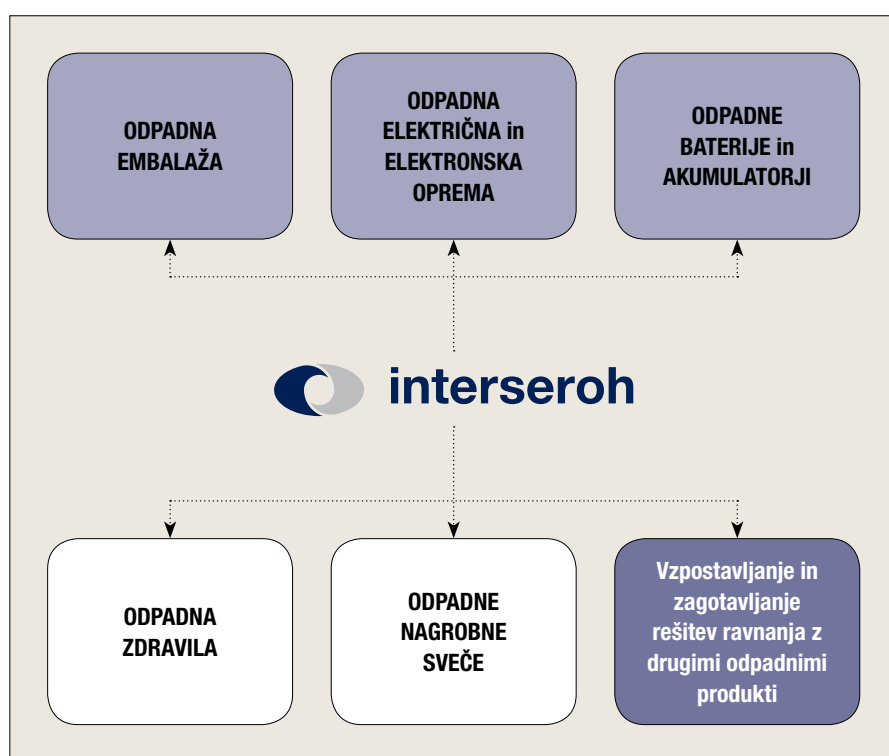 ODPADNA
EMBALAŽA
ODPADNA
ELEKTRIČNA in
ELEKTRONSKA
OPREMA
ODPADNE
BATERIJE in
AKUMULATORJI
interseroh
ODPADNA
ZDRAVILA
ODPADNE
NAGROBNE
SVEČE
Vzpostavljanje in
zagotavljanje
rešitev ravnanja z
drugimi odpadnimi
produkti